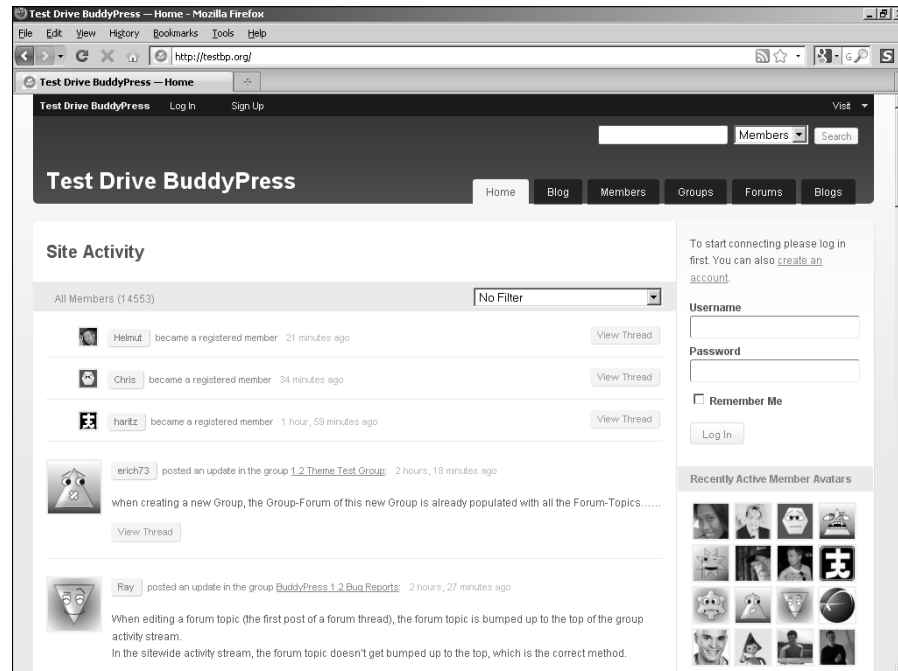 Test Drive BuddyPress — Home - Mozilla Firefox
File Edit View History Bookmarks Tools Help
http://testbp.org/
G
S
Test Drive BuddyPress — Home
Test Drive BuddyPress Log In Sign Up Visit
Members Search
Test Drive BuddyPress
Home Blog Members Groups Forums Blogs
Site Activity
All Members (14553) No Filter
Helmut became a registered member 21 minutes ago View Thread
Chris became a registered member 34 minutes ago View Thread
haritz became a registered member 1 hour, 59 minutes ago View Thread
erich73 posted an update in the group 1.2 Theme Test Group: 2 hours, 18 minutes ago
when creating a new Group, the Group-Forum of this new Group is already populated with all the Forum-Topics……
View Thread
Ray posted an update in the group BuddyPress 1.2 Bug Reports: 2 hours, 27 minutes ago
When editing a forum topic (the first post of a forum thread), the forum topic is bumped up to the top of the group
activity stream.
In the sitewide activity stream, the forum topic doesn't get bumped up to the top, which is the correct method.
To start connecting please log in
first. You can also create an
account.
Username
Password
Remember Me
Log In
Recently Active Member Avatars